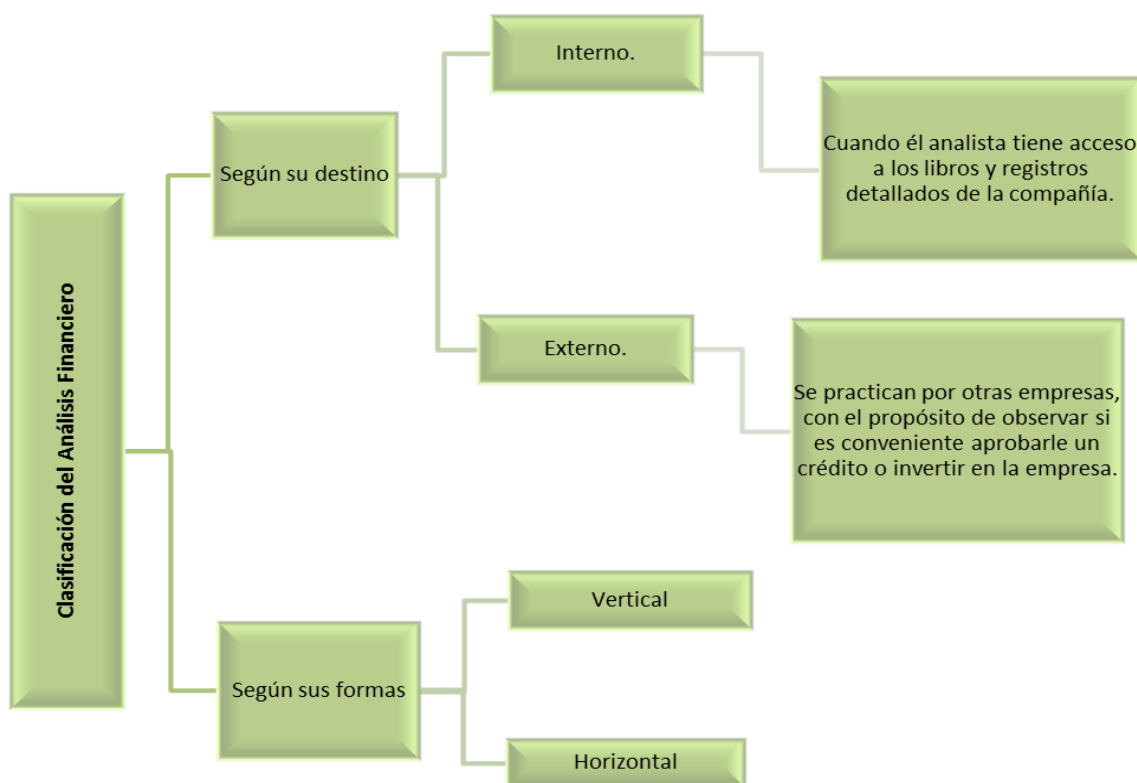 Clasificación del Análisis Financiero
Según su destino
Interno.
Cuando él analista tiene acceso
a los libros y registros
detallados de la compañía.
Externo.
Se practican por otras empresas,
con el propósito de observar si
es conveniente aprobarle un
crédito o invertir en la empresa.
Según sus formas
Vertical
Horizontal